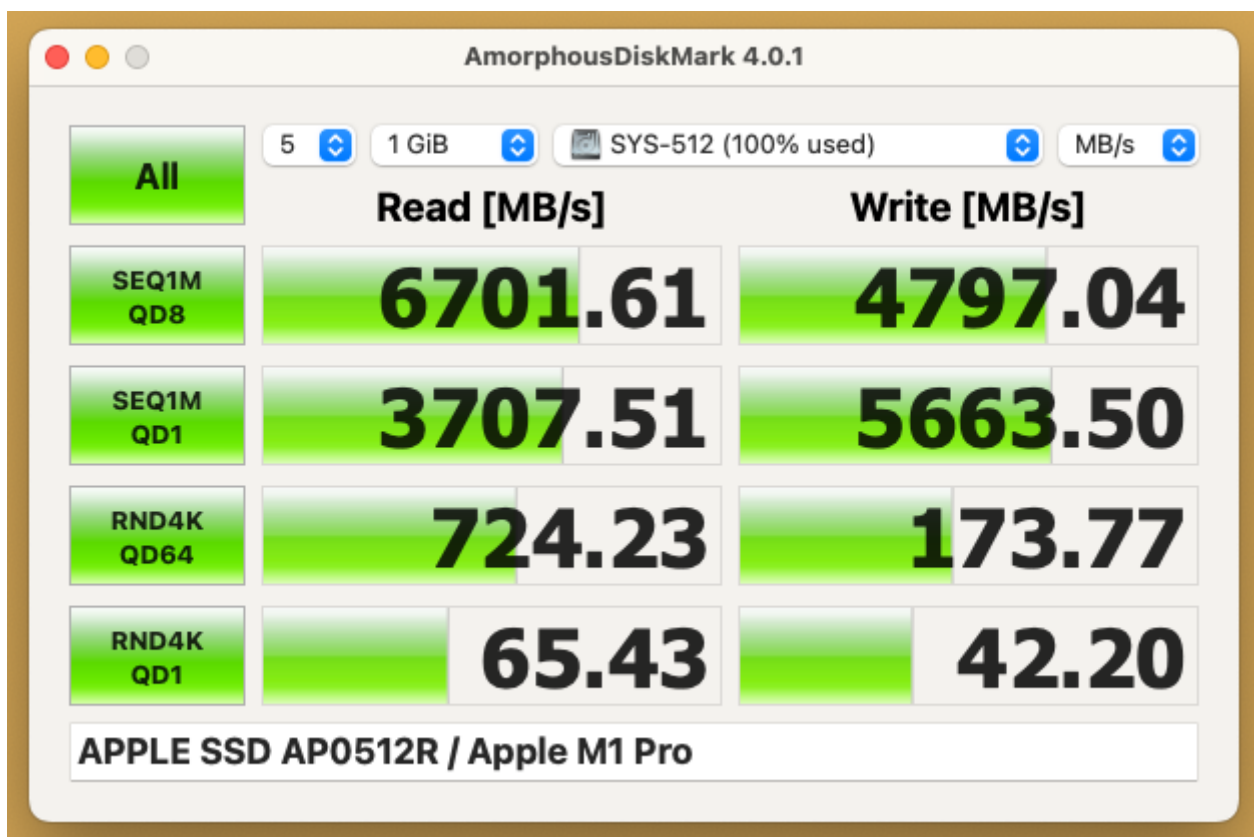 AmorphousDiskMark 4.0.1
All
5 1 GiB SYS-512 (100% used) MB/s
Read [MB/s] Write [MB/s]
SEQ1M
QD8
6701.61 4797.04
SEQ1M
QD1
3707.51 5663.50
RND4K
QD64
724.23 173.77
RND4K
QD1
65.43 42.20
APPLE SSD AP0512R / Apple M1 Pro